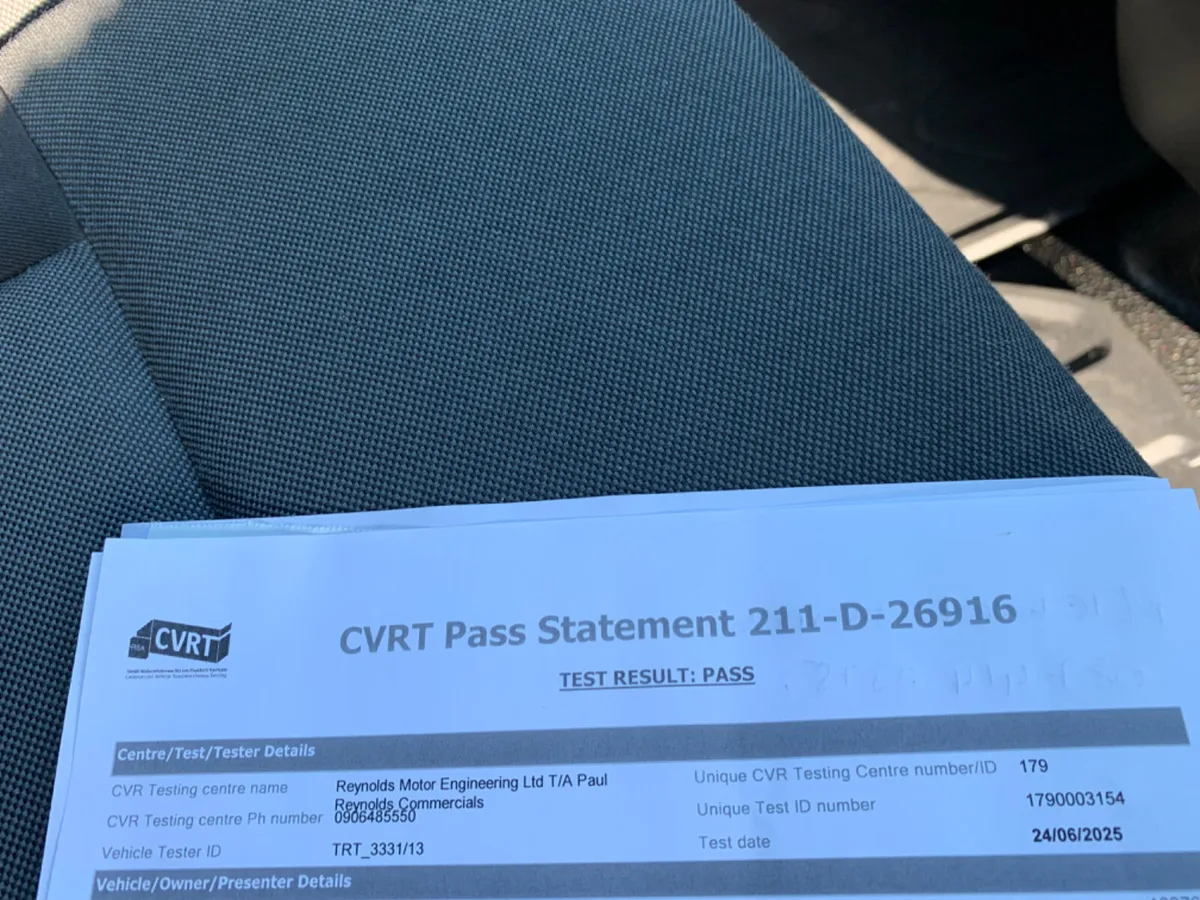 CVRT
RSA
CVRT Pass Statement 211-D-26916
TEST RESULT: PASS
Centre/Test/Tester Details
CVR Testing centre name Reynolds Motor Engineering Ltd T/A Paul Reynolds Commercials
Unique CVR Testing Centre number/ID 179
CVR Testing centre Ph number 0906485550
Unique Test ID number 1790003154
Vehicle Tester ID TRT_3331/13
Test date 24/06/2025
Vehicle/Owner/Presenter Details